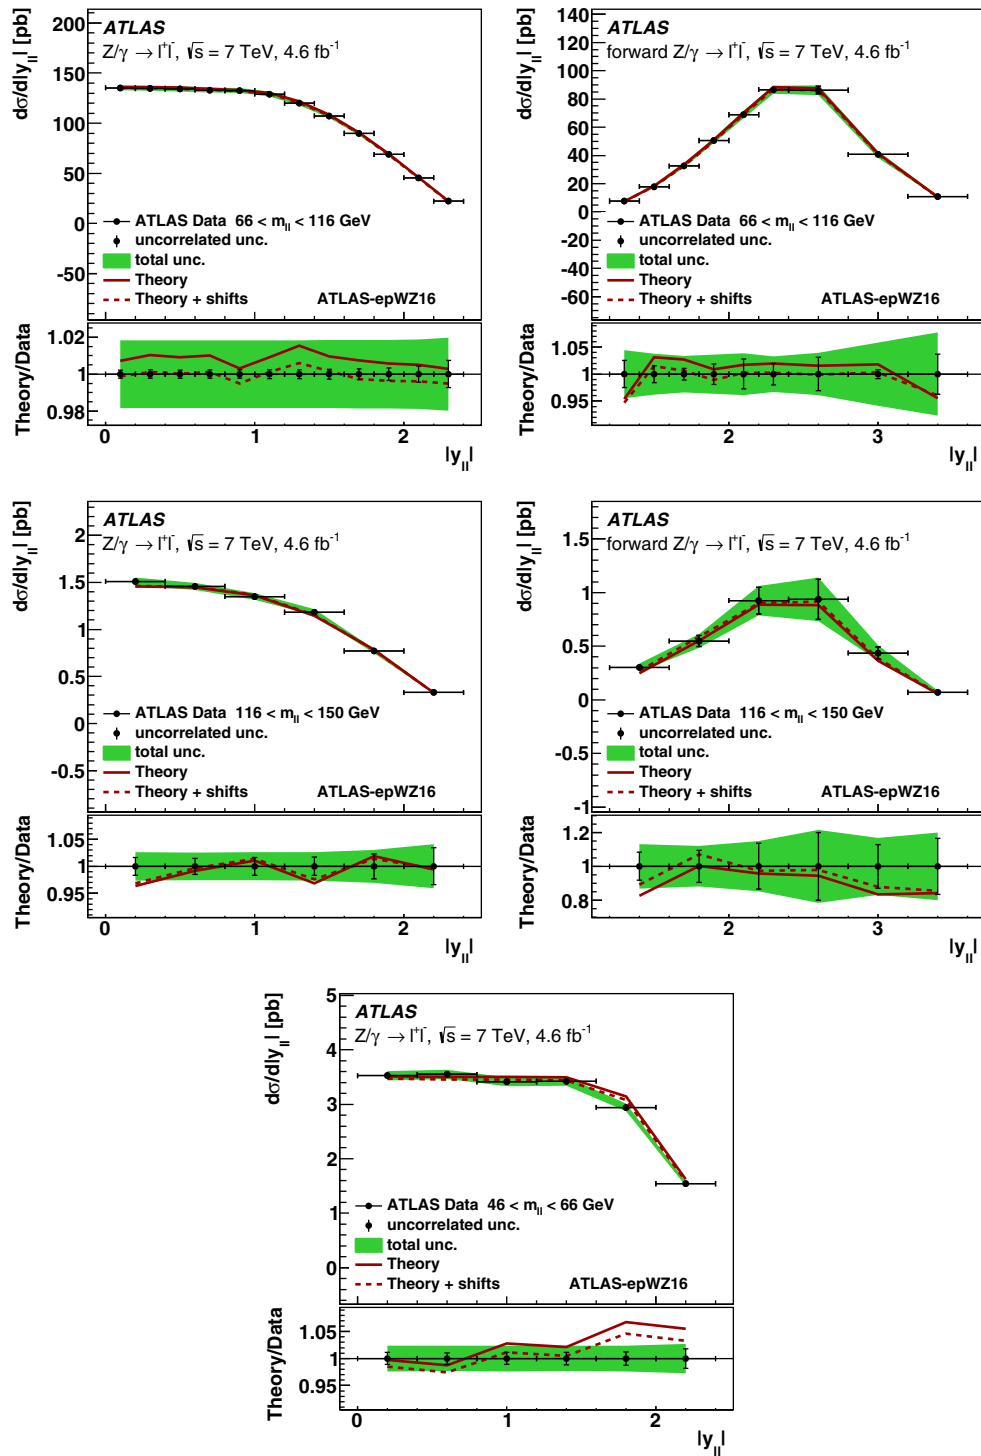 dσ/d|y_ll| [pb]
200
150
100
50
0
-50
ATLAS
Z/γ → l⁺l⁻, √s = 7 TeV, 4.6 fb⁻¹
ATLAS Data 66 < m_ll < 116 GeV
uncorrelated unc.
total unc.
Theory
Theory + shifts
ATLAS-epWZ16
Theory/Data
1.02
1
0.98
0 1 2
|y_ll|
dσ/d|y_ll| [pb]
140
120
100
80
60
40
20
0
-20
-40
-60
ATLAS
forward Z/γ → l⁺l⁻, √s = 7 TeV, 4.6 fb⁻¹
ATLAS Data 66 < m_ll < 116 GeV
uncorrelated unc.
total unc.
Theory
Theory + shifts
ATLAS-epWZ16
Theory/Data
1.05
1
0.95
2 3
|y_ll|
dσ/d|y_ll| [pb]
2
1.5
1
0.5
0
-0.5
ATLAS
Z/γ → l⁺l⁻, √s = 7 TeV, 4.6 fb⁻¹
ATLAS Data 116 < m_ll < 150 GeV
uncorrelated unc.
total unc.
Theory
Theory + shifts
ATLAS-epWZ16
Theory/Data
1.05
1
0.95
0 1 2
|y_ll|
dσ/d|y_ll| [pb]
1.5
1
0.5
0
-0.5
-1
ATLAS
forward Z/γ → l⁺l⁻, √s = 7 TeV, 4.6 fb⁻¹
ATLAS Data 116 < m_ll < 150 GeV
uncorrelated unc.
total unc.
Theory
Theory + shifts
ATLAS-epWZ16
Theory/Data
1.2
1
0.8
2 3
|y_ll|
dσ/d|y_ll| [pb]
5
4
3
2
1
0
ATLAS
Z/γ → l⁺l⁻, √s = 7 TeV, 4.6 fb⁻¹
ATLAS Data 46 < m_ll < 66 GeV
uncorrelated unc.
total unc.
Theory
Theory + shifts
ATLAS-epWZ16
Theory/Data
1.05
1
0.95
0 1 2
|y_ll|